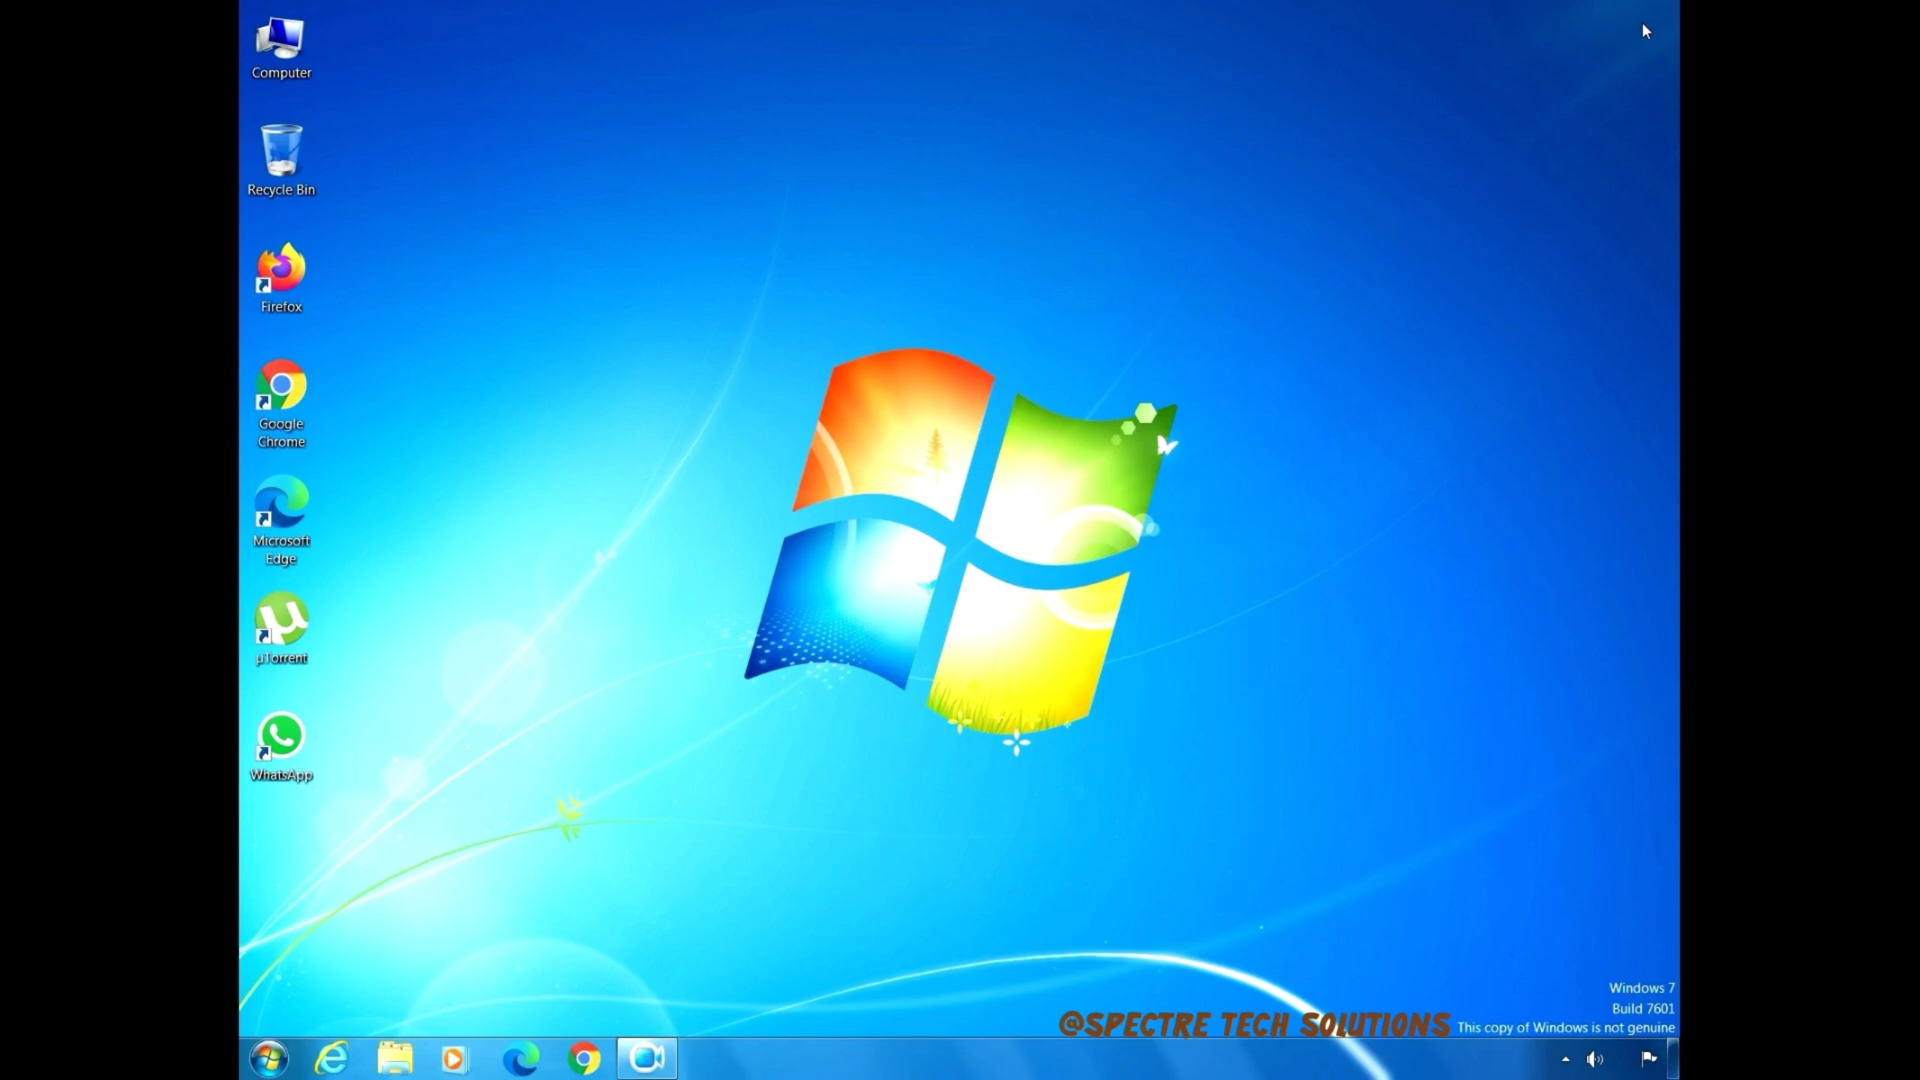 Computer
Recycle Bin
Firefox
Google
Chrome
Microsoft
Edge
µTorrent
WhatsApp
Windows 7
Build 7601
This copy of Windows is not genuine
@SPECTRE TECH SOLUTIONS